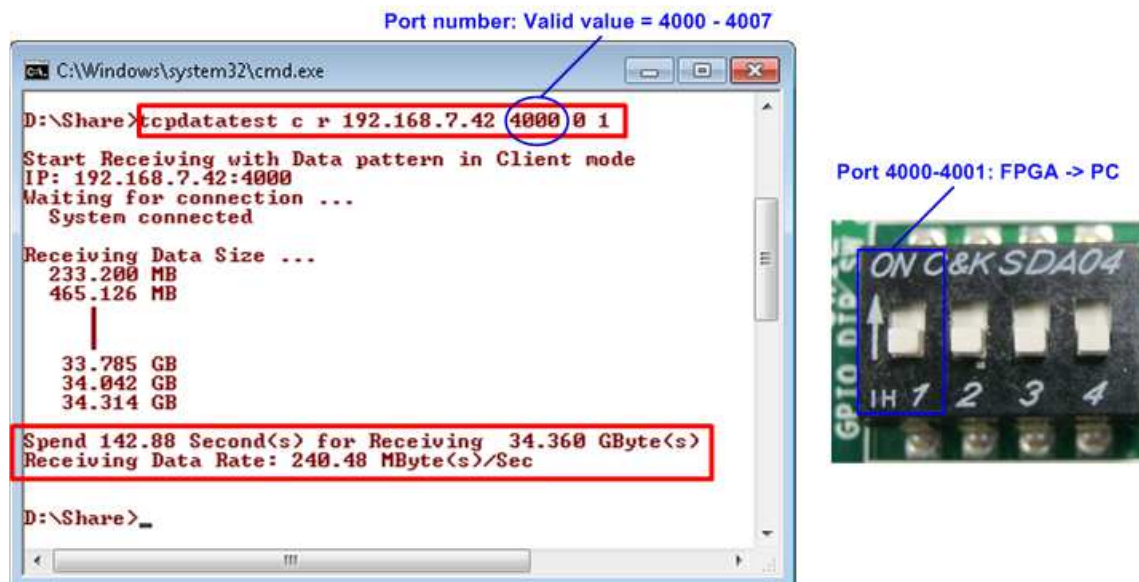 Port number: Valid value = 4000 - 4007
C:\Windows\system32\cmd.exe
D:\Share>tcpdatatest c r 192.168.7.42 4000 0 1
Start Receiving with Data pattern in Client mode
IP: 192.168.7.42:4000
Waiting for connection ...
System connected
Receiving Data Size ...
233.200 MB
465.126 MB
33.785 GB
34.042 GB
34.314 GB
Spend 142.88 Second(s) for Receiving 34.360 GByte(s)
Receiving Data Rate: 240.48 MByte(s)/Sec
D:\Share>_
Port 4000-4001: FPGA -> PC
ON C&K SDA04
IH 1 2 3 4
GPIO DIP SW